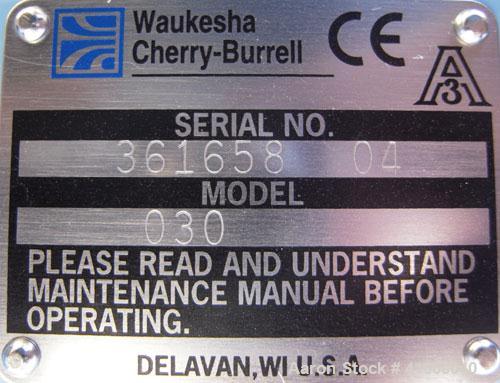 Waukesha
Cherry-Burrell
CE
A
3
SERIAL NO.
361658 04
MODEL
030
PLEASE READ AND UNDERSTAND
MAINTENANCE MANUAL BEFORE
OPERATING.
DELAVAN, WI U.S.A.
Aaron Stock #